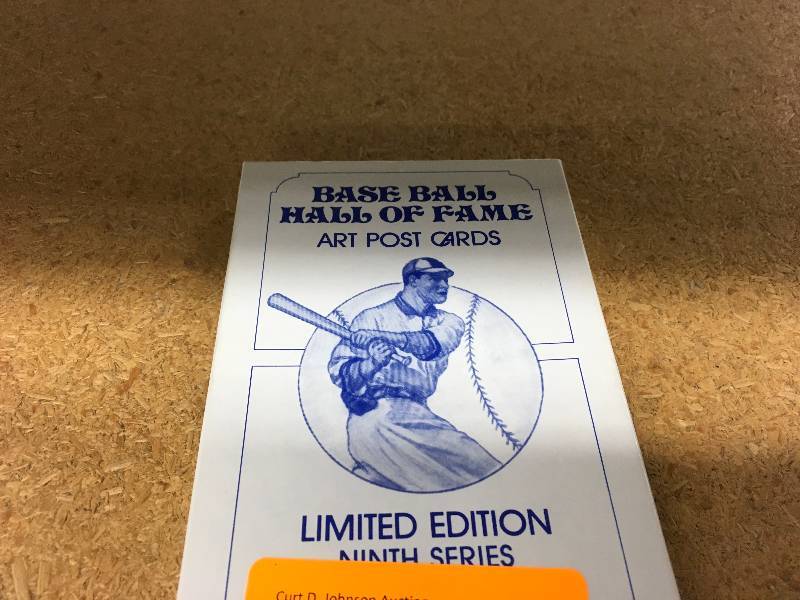 BASE BALL
HALL OF FAME
ART POST CARDS
LIMITED EDITION
NINTH SERIES
Curt D. Johnson Auction